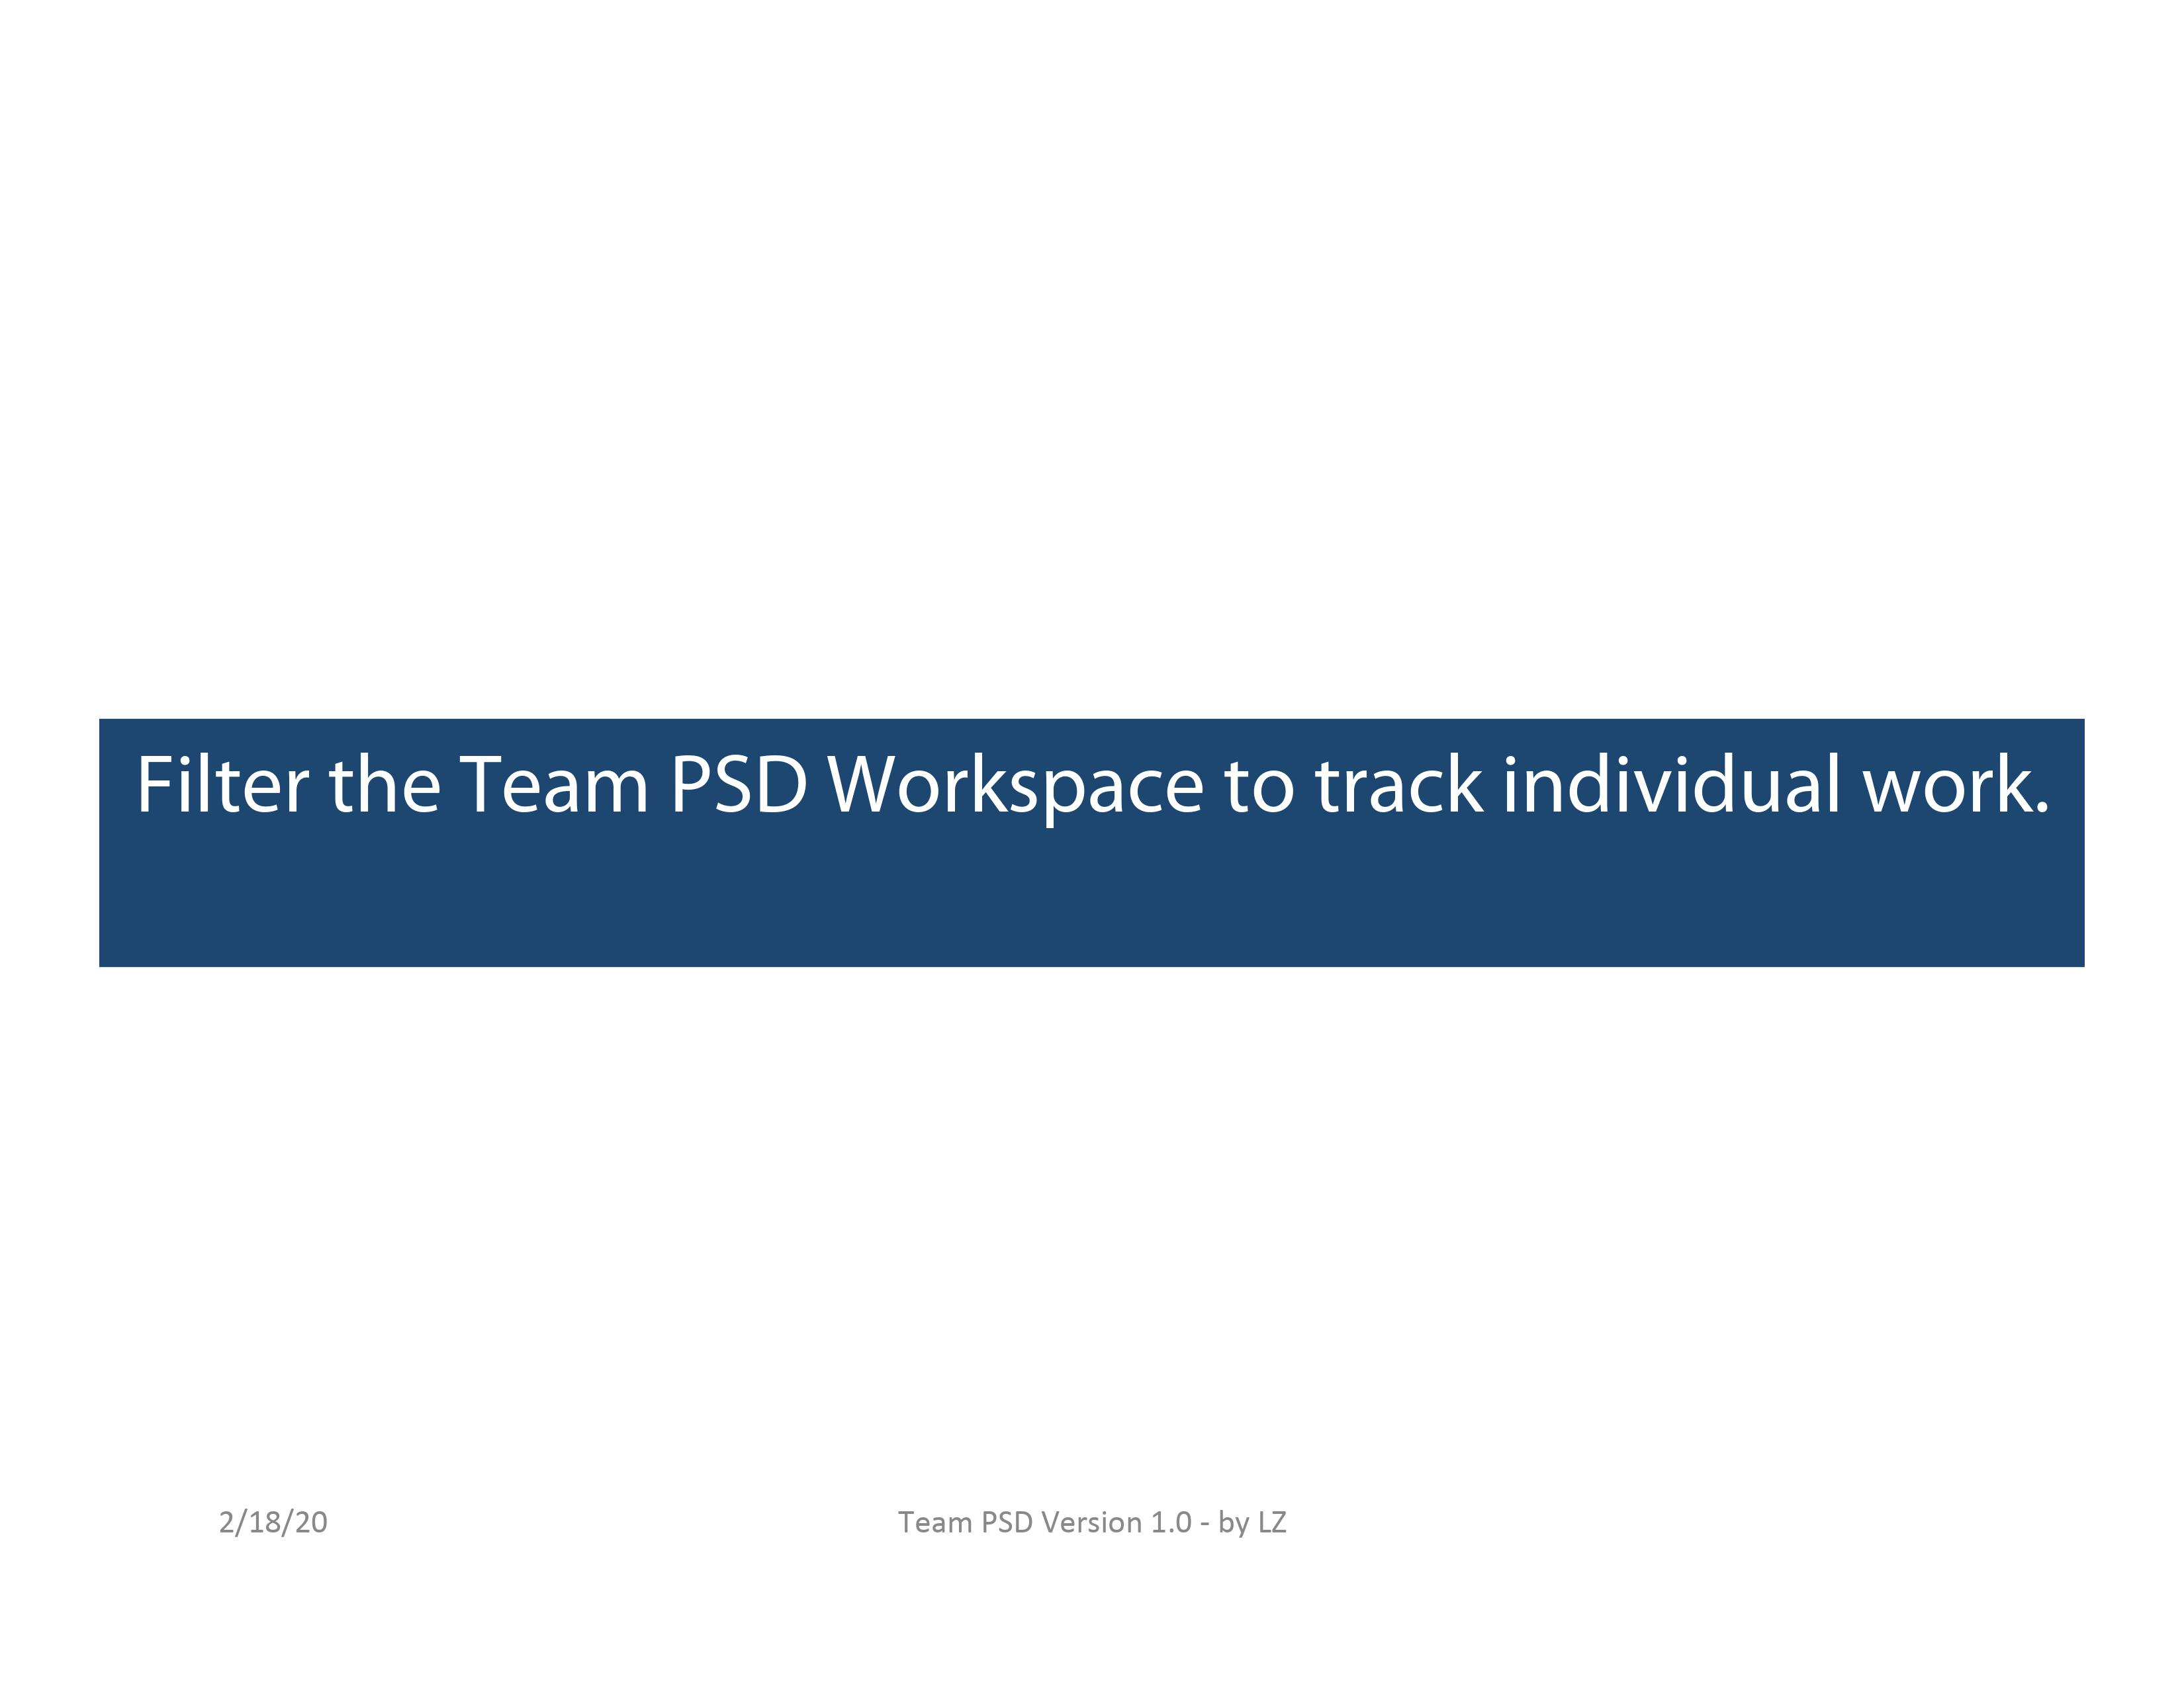 Filter the Team PSD Workspace to track individual work.
2/18/20
Team PSD Version 1.0 - by LZ